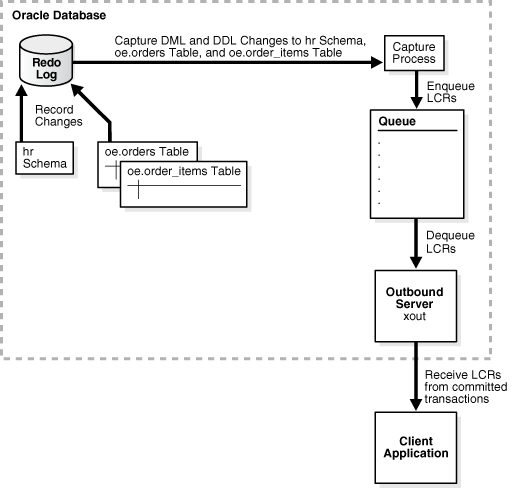 Oracle Database
Redo
Log
Capture DML and DDL Changes to hr Schema,
oe.orders Table, and oe.order_items Table
Capture
Process
Record
Changes
Enqueue
LCRs
hr
Schema
oe.orders Table
oe.order_items Table
Queue
.
.
.
.
.
.
Dequeue
LCRs
Outbound
Server
xout
Receive LCRs
from committed
transactions
Client
Application